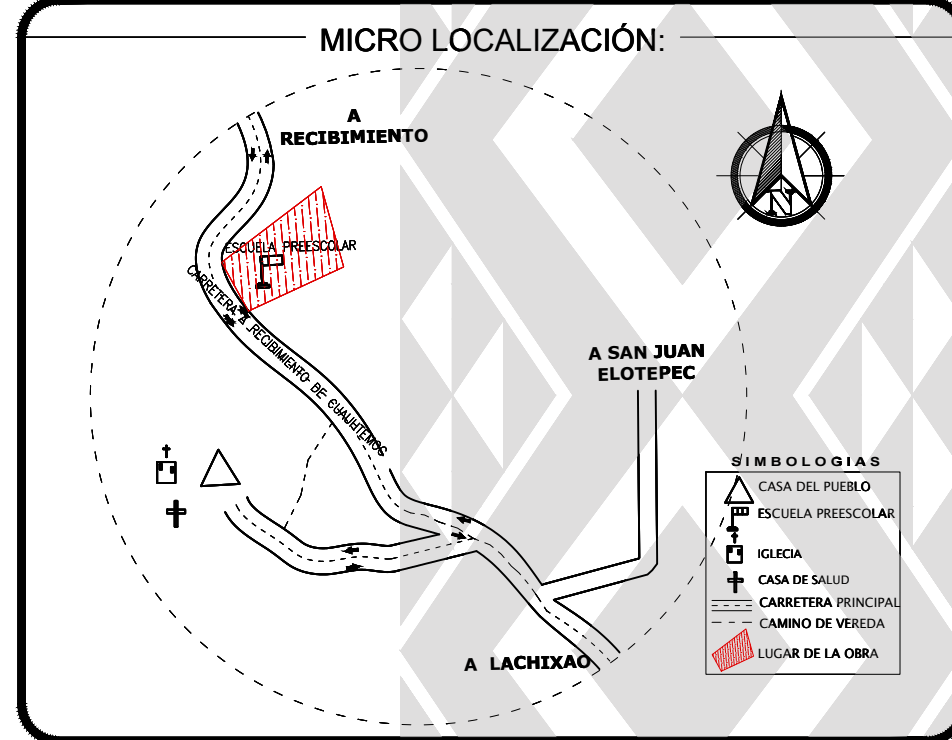 MICRO LOCALIZACIÓN:
A
RECIBIMIENTO
N
ESCUELA PREESCOLAR
CARRETERA A RECIBIMIENTO DE CUAUHTEMOC
A SAN JUAN
ELOTEPEC
SIMBOLOGIAS
CASA DEL PUEBLO
ESCUELA PREESCOLAR
IGLECIA
CASA DE SALUD
CARRETERA PRINCIPAL
CAMINO DE VEREDA
LUGAR DE LA OBRA
A LACHIXAO